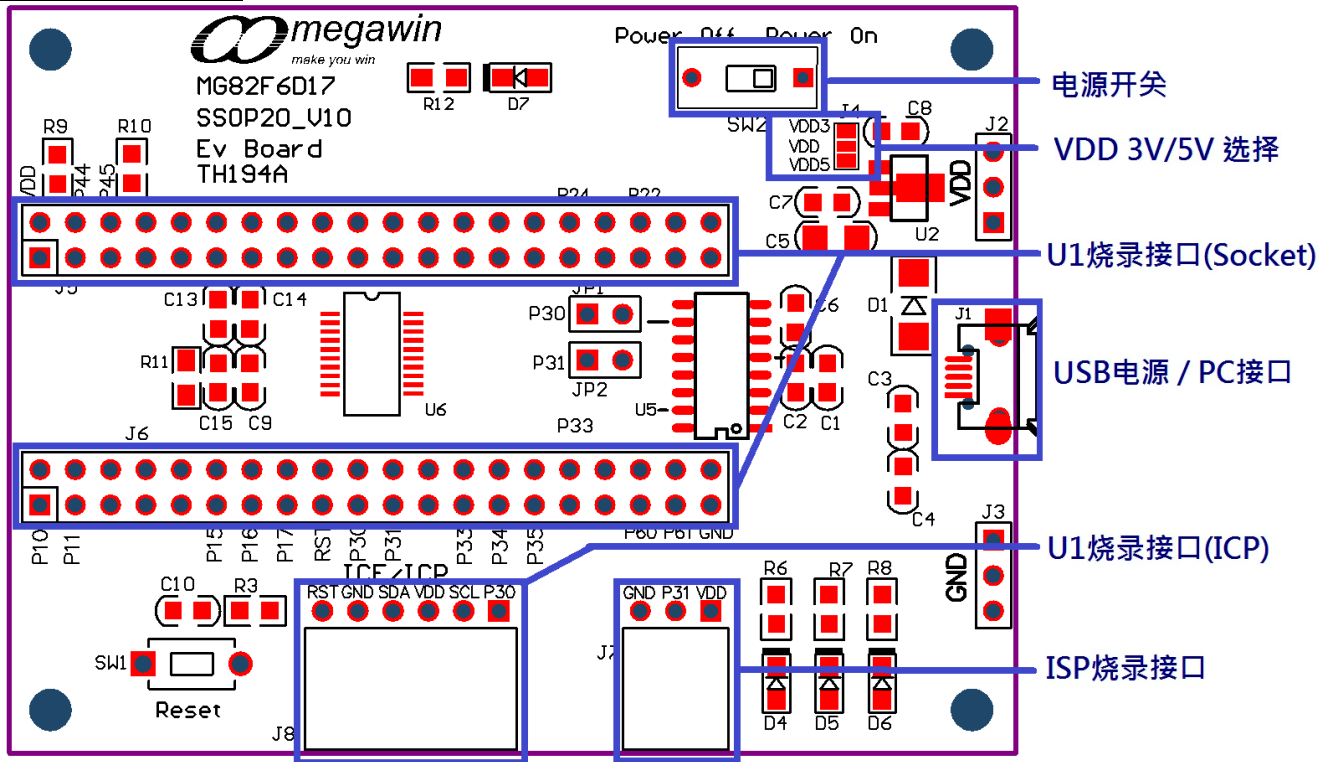 megawin
make you win
MG82F6D17
SSOP20_V10
Ev Board
TH194A
R12
D7
Power Off Power On
SW2
J4
VDD3
VDD
VDD5
C8
J2
VDD
U2
C7
C5
R9
R10
VDD
P44
P45
P24
P22
J5
C13
C14
JP1
P30
P31
JP2
C6
D1
J1
R11
U6
U5
C15
C9
C2
C1
C3
P33
J6
C4
J3
GND
P10
P11
P15
P16
P17
RST
P30
P31
P33
P34
P35
P60
P61
GND
ICE/ICP
RST GND SDA VDD SCL P30
GND P31 VDD
C10
R3
SW1
Reset
J8
J7
R6
R7
R8
D4
D5
D6
电源开关
VDD 3V/5V 选择
U1烧录接口(Socket)
USB电源 / PC接口
U1烧录接口(ICP)
ISP烧录接口